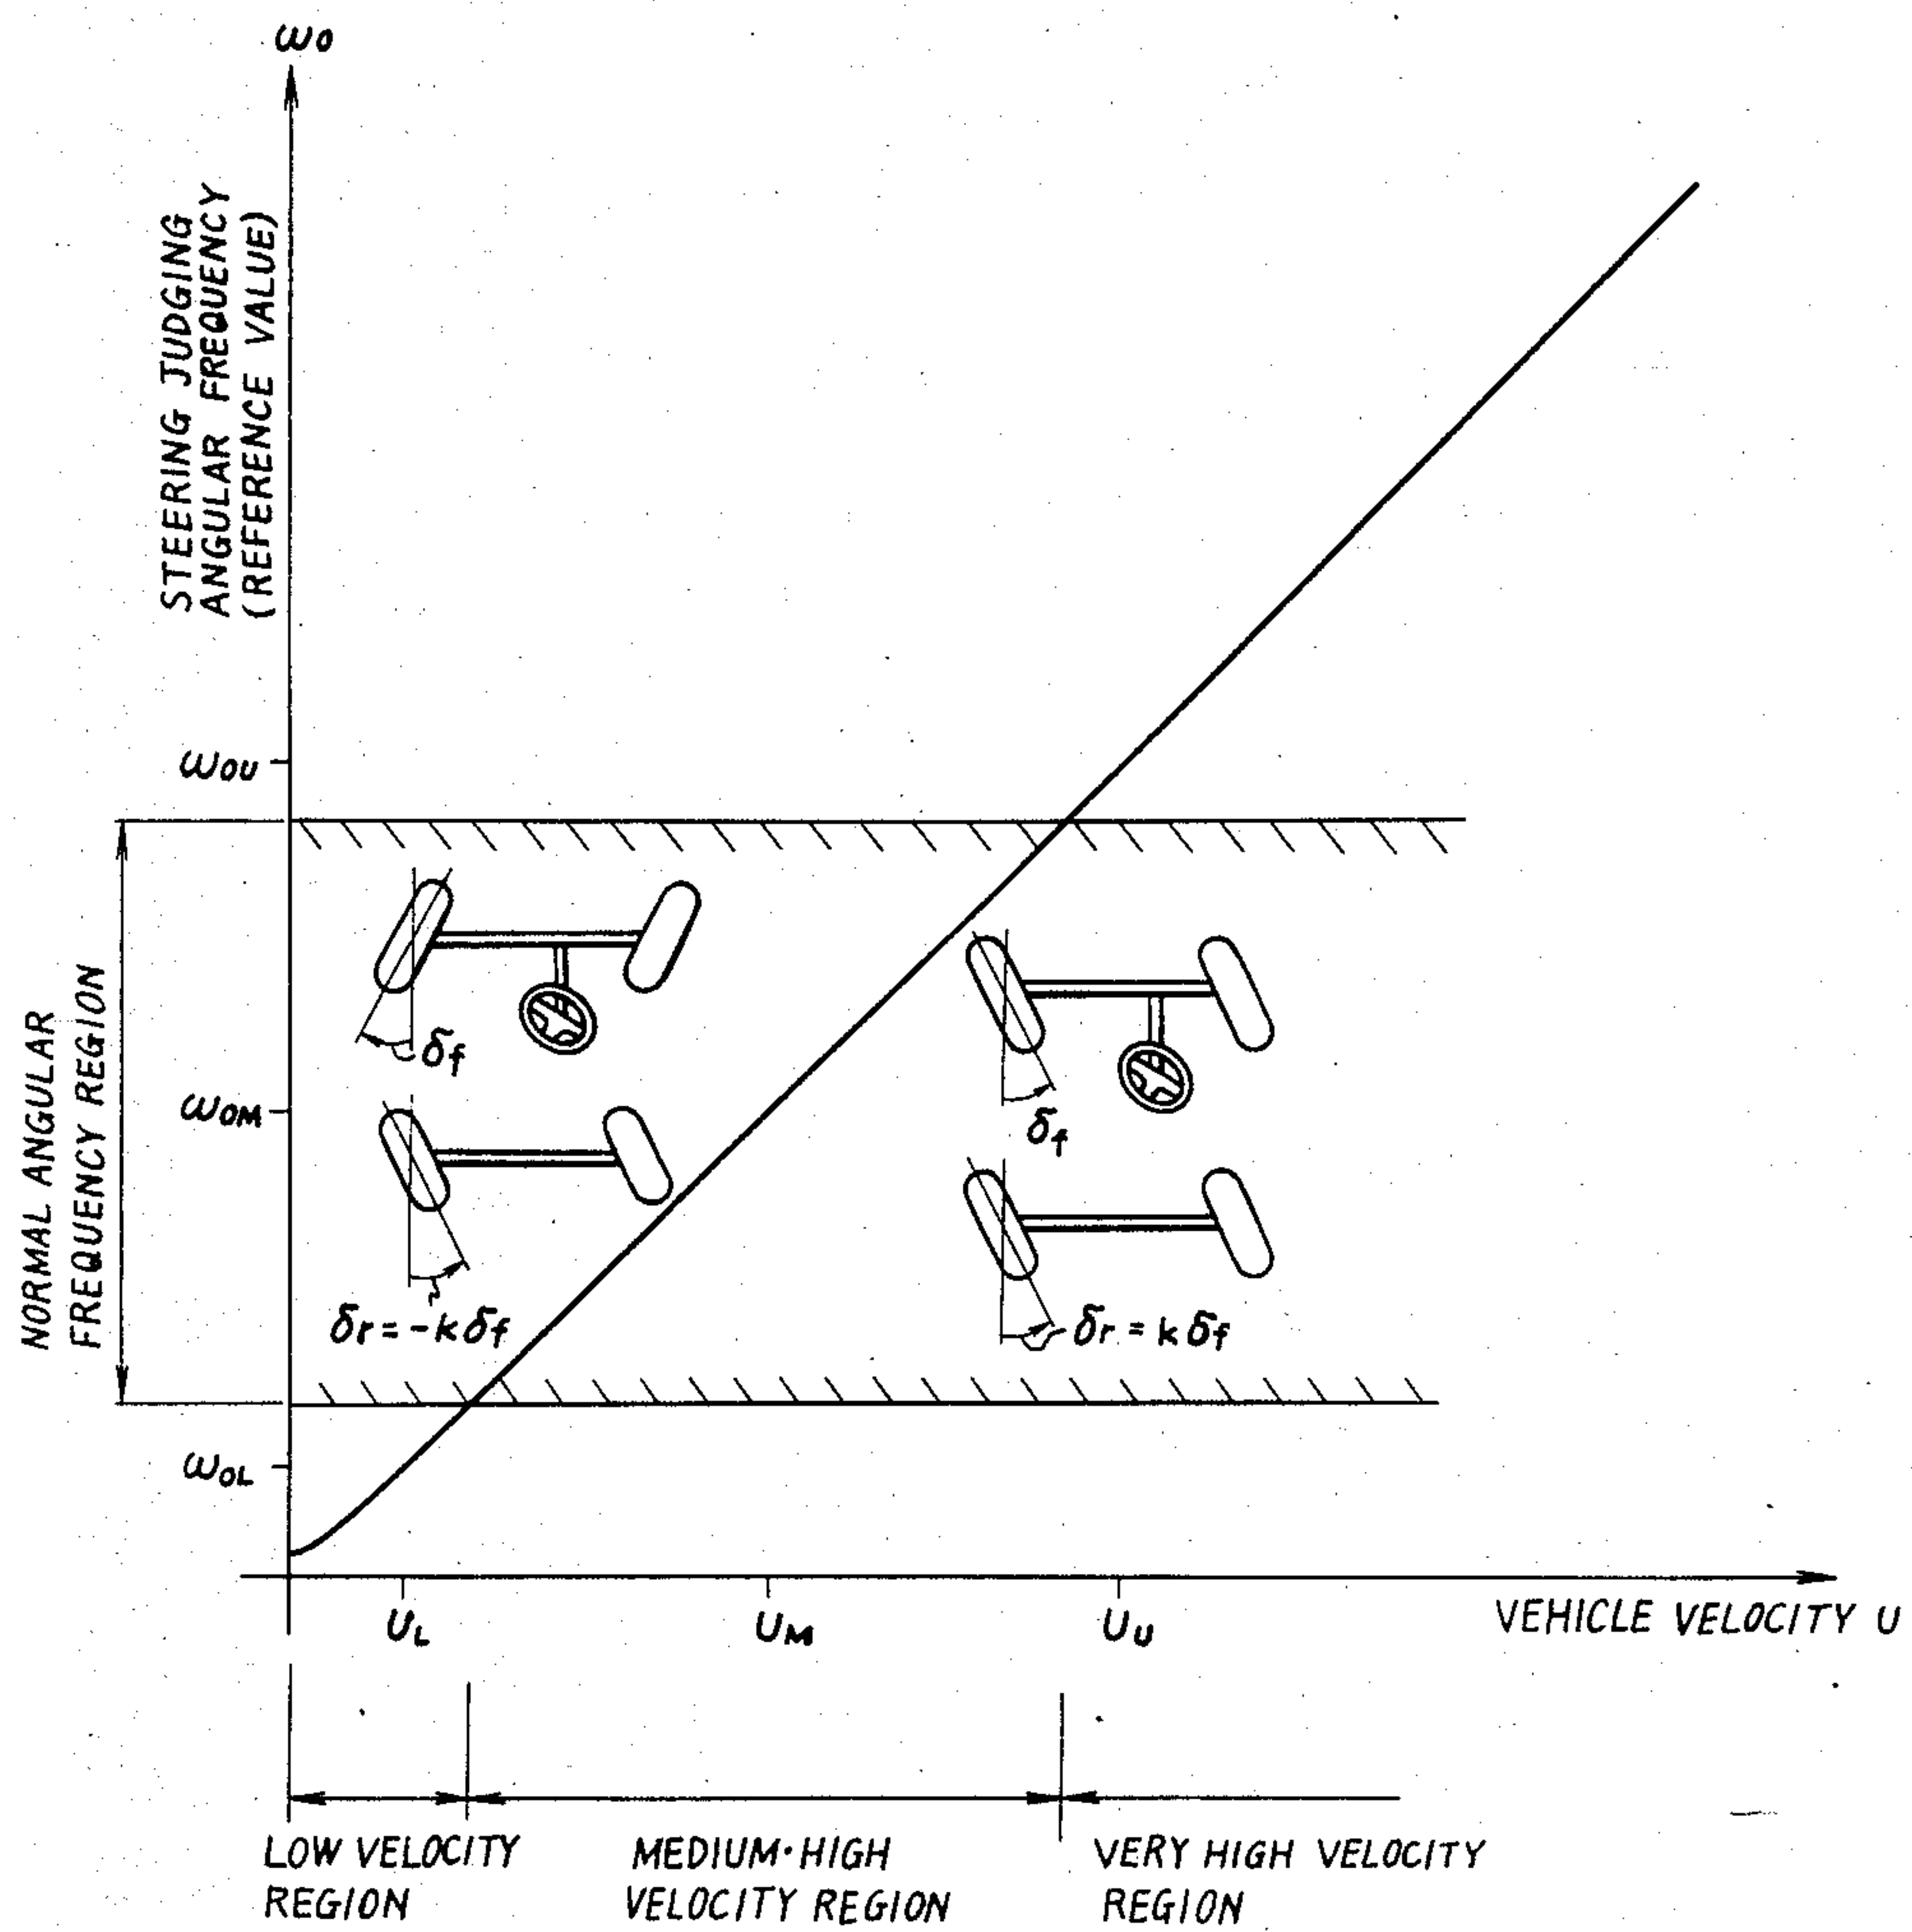 ω0
STEERING JUDGING
ANGULAR FREQUENCY
(REFERENCE VALUE)
ω0U
NORMAL ANGULAR
FREQUENCY REGION
δf
ω0M
δf
δr=-kδf
δr=kδf
ω0L
UL
UM
UU
VEHICLE VELOCITY U
LOW VELOCITY
REGION
MEDIUM·HIGH
VELOCITY REGION
VERY HIGH VELOCITY
REGION